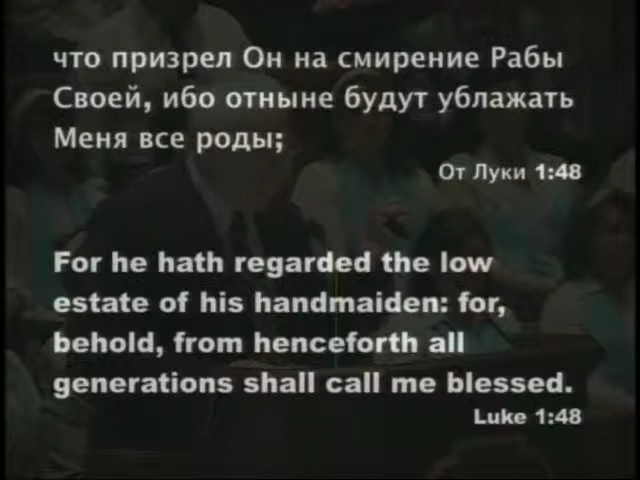 что призрел Он на смирение Рабы
Своей, ибо отныне будут ублажать
Меня все роды;
От Луки 1:48
For he hath regarded the low
estate of his handmaiden: for,
behold, from henceforth all
generations shall call me blessed.
Luke 1:48